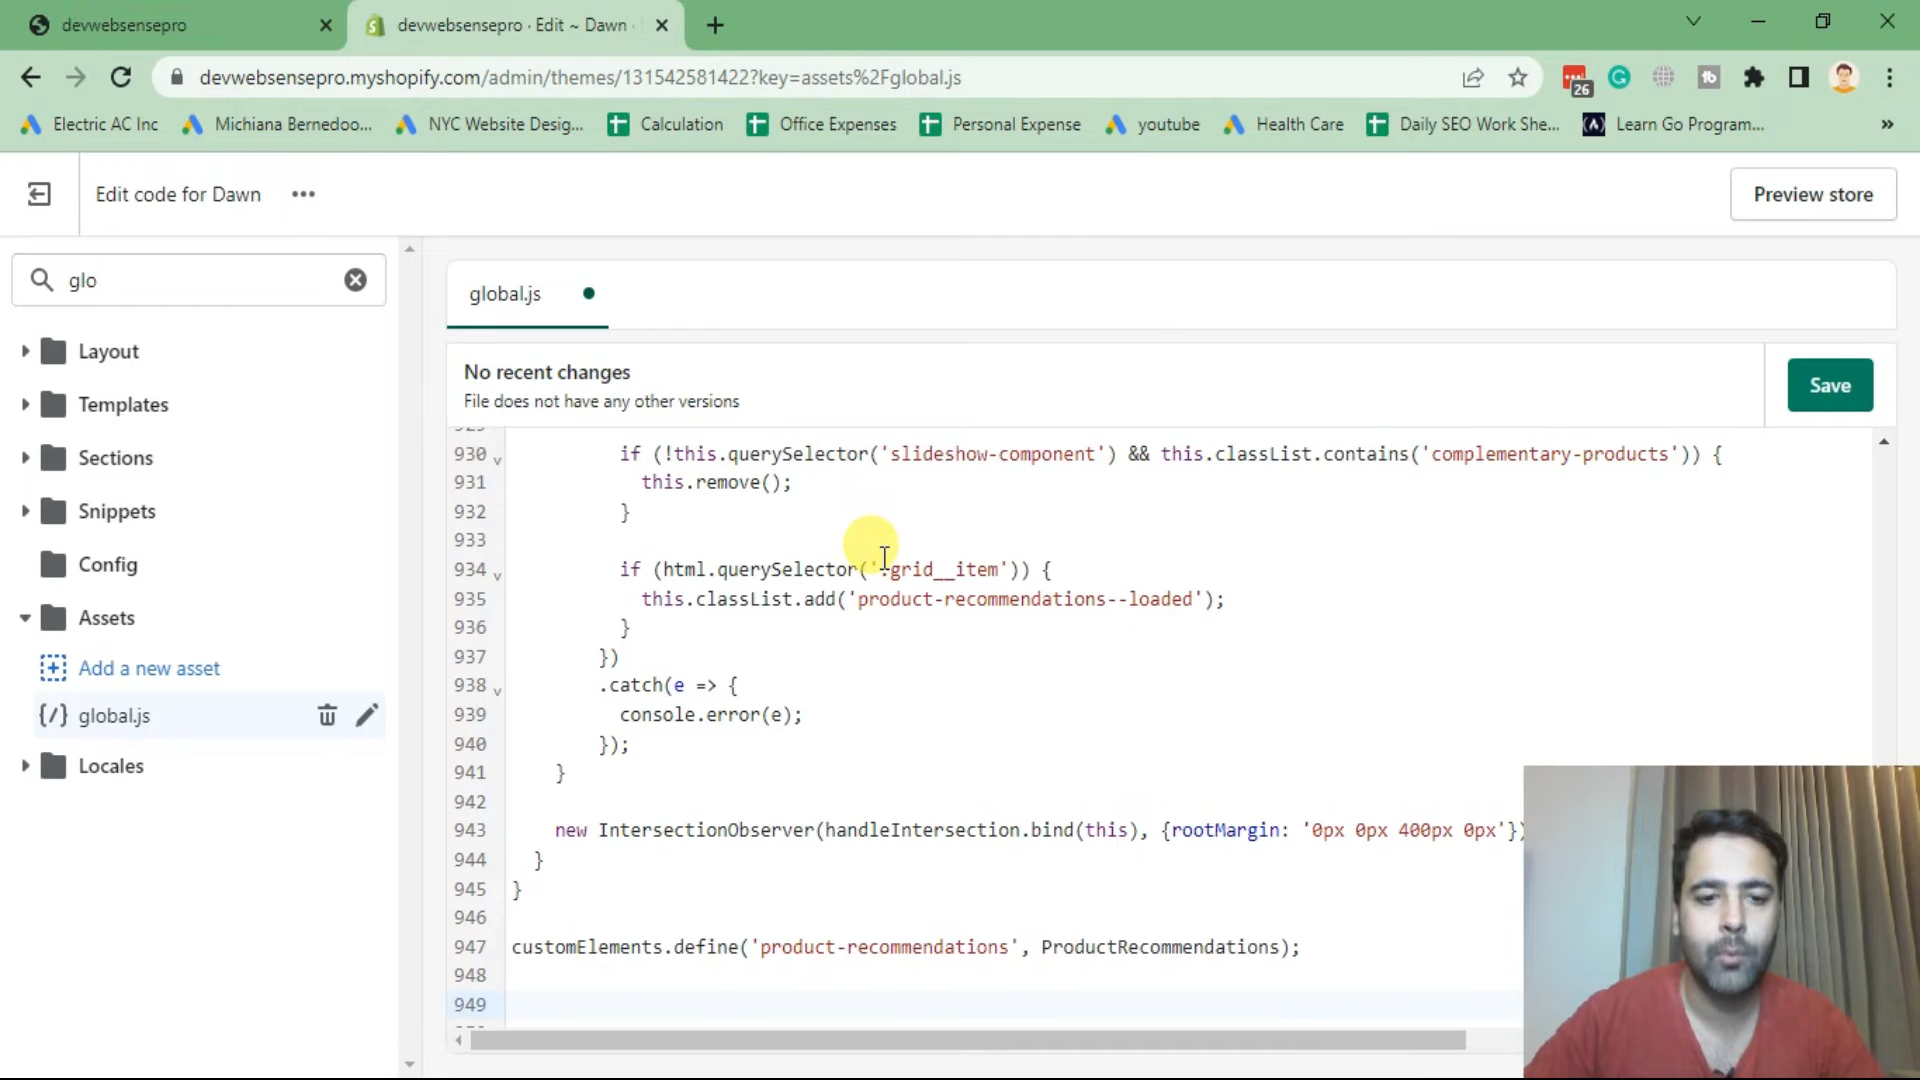 devwebsensepro
devwebsensepro · Edit ~ Dawn ·
devwebsensepro.myshopify.com/admin/themes/131542581422?key=assets%2Fglobal.js
26
Electric AC Inc
Michiana Bernedoo...
NYC Website Desig...
Calculation
Office Expenses
Personal Expense
youtube
Health Care
Daily SEO Work She...
Learn Go Program...
»
Edit code for Dawn
Preview store
glo
Layout
Templates
Sections
Snippets
Config
Assets
Add a new asset
{/} global.js
Locales
global.js
No recent changes
File does not have any other versions
Save
930 if (!this.querySelector('slideshow-component') && this.classList.contains('complementary-products')) {
931 this.remove();
932 }
933
934 if (html.querySelector('.grid__item')) {
935 this.classList.add('product-recommendations--loaded');
936 }
937 })
938 .catch(e => {
939 console.error(e);
940 });
941 }
942
943 new IntersectionObserver(handleIntersection.bind(this), {rootMargin: '0px 0px 400px 0px'})
944 }
945 }
946
947 customElements.define('product-recommendations', ProductRecommendations);
948
949